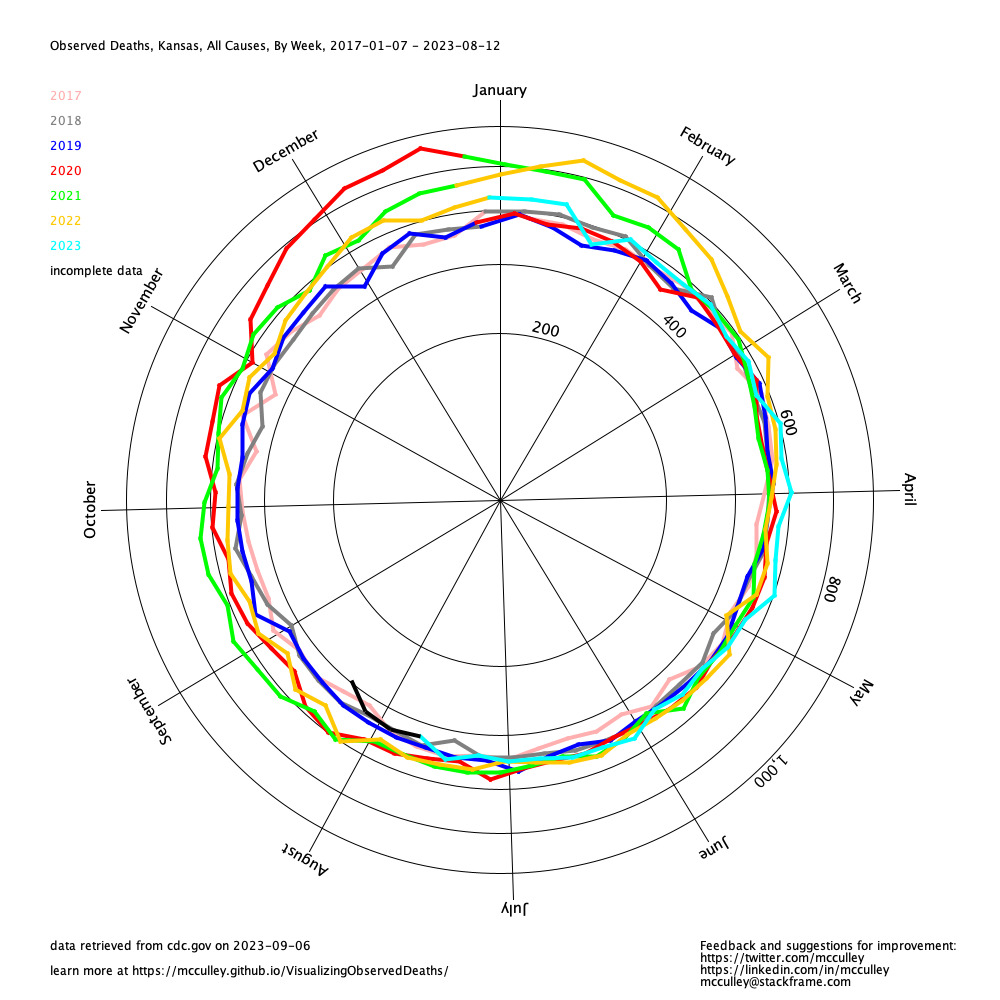 Observed Deaths, Kansas, All Causes, By Week, 2017-01-07 - 2023-08-12
January
2017
2018
2019
2020
2021
2022
2023
incomplete data
February
March
April
May
June
July
August
September
October
November
December
200
400
600
800
1,000
data retrieved from cdc.gov on 2023-09-06
learn more at https://mcculley.github.io/VisualizingObservedDeaths/
Feedback and suggestions for improvement:
https://twitter.com/mcculley
https://linkedin.com/in/mcculley
mcculley@stackframe.com